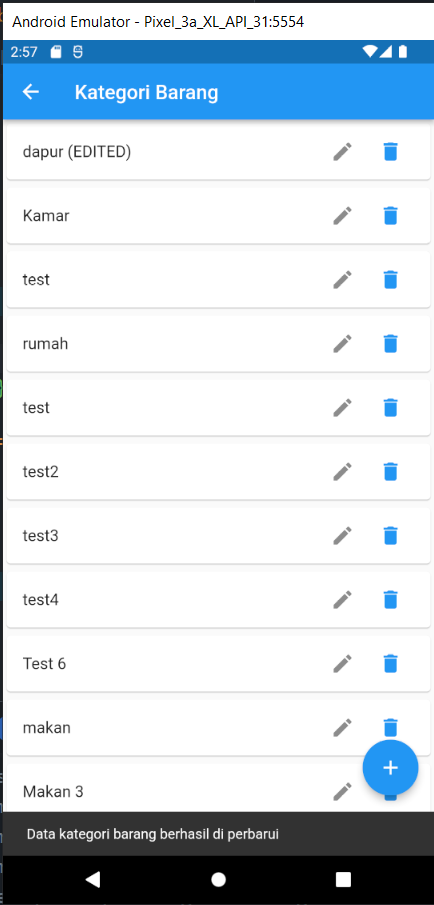 Android Emulator - Pixel_3a_XL_API_31:5554
2:57
Kategori Barang
dapur (EDITED)
Kamar
test
rumah
test
test2
test3
test4
Test 6
makan
Makan 3
Data kategori barang berhasil di perbarui